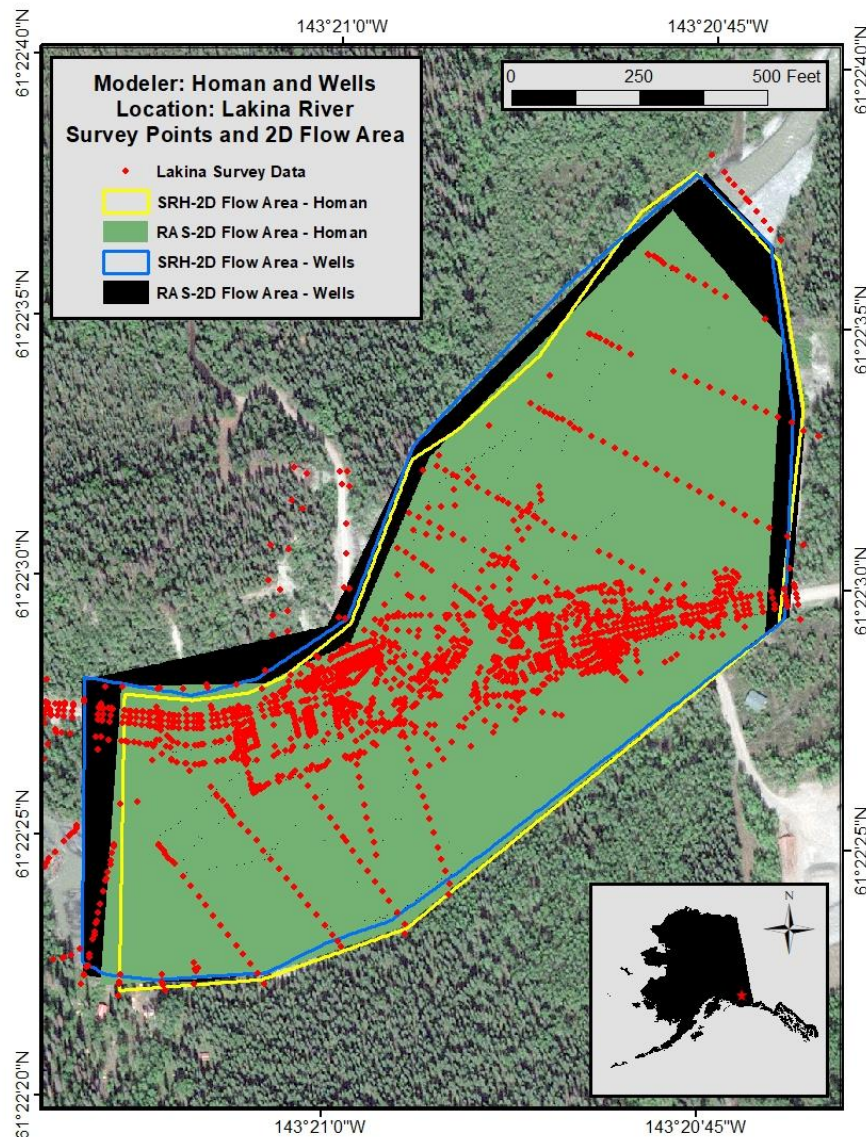 143°21'0"W
143°20'45"W
61°22'40"N
61°22'40"N
Modeler: Homan and Wells
Location: Lakina River
Survey Points and 2D Flow Area
Lakina Survey Data
SRH-2D Flow Area - Homan
RAS-2D Flow Area - Homan
SRH-2D Flow Area - Wells
RAS-2D Flow Area - Wells
0 250 500 Feet
61°22'35"N
61°22'35"N
61°22'30"N
61°22'30"N
61°22'25"N
61°22'25"N
N
61°22'20"N
61°22'20"N
143°21'0"W
143°20'45"W